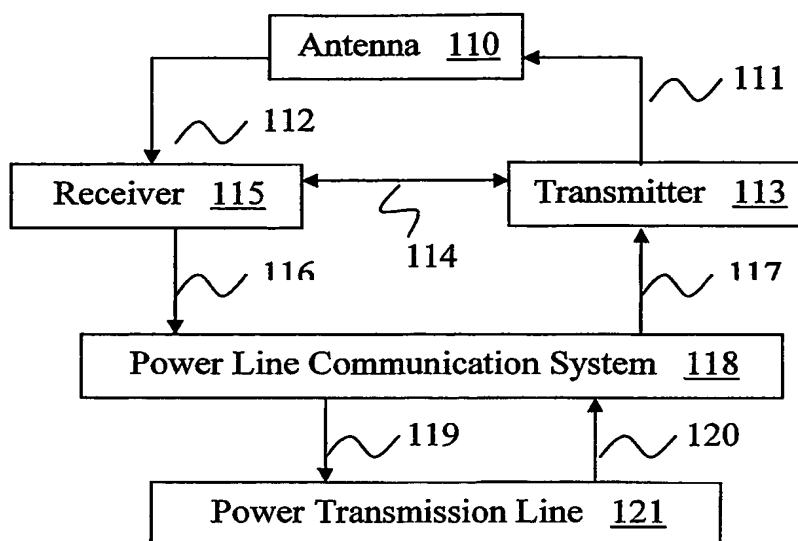 Antenna 110
111
112
Receiver 115
Transmitter 113
114
116
117
Power Line Communication System 118
119
120
Power Transmission Line 121